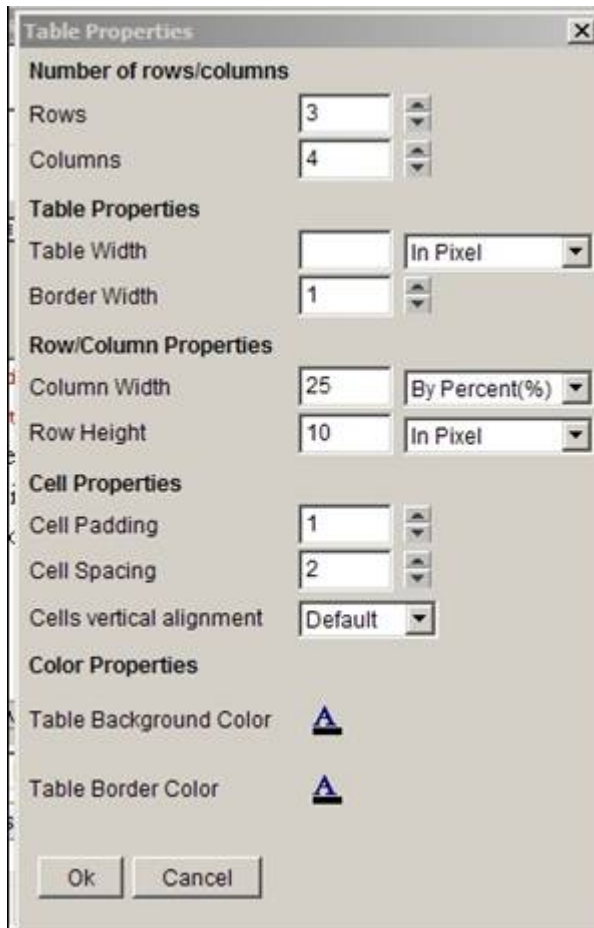 Table Properties
Number of rows/columns
Rows 3
Columns 4
Table Properties
Table Width In Pixel
Border Width 1
Row/Column Properties
Column Width 25 By Percent(%)
Row Height 10 In Pixel
Cell Properties
Cell Padding 1
Cell Spacing 2
Cells vertical alignment Default
Color Properties
Table Background Color A
Table Border Color A
Ok Cancel